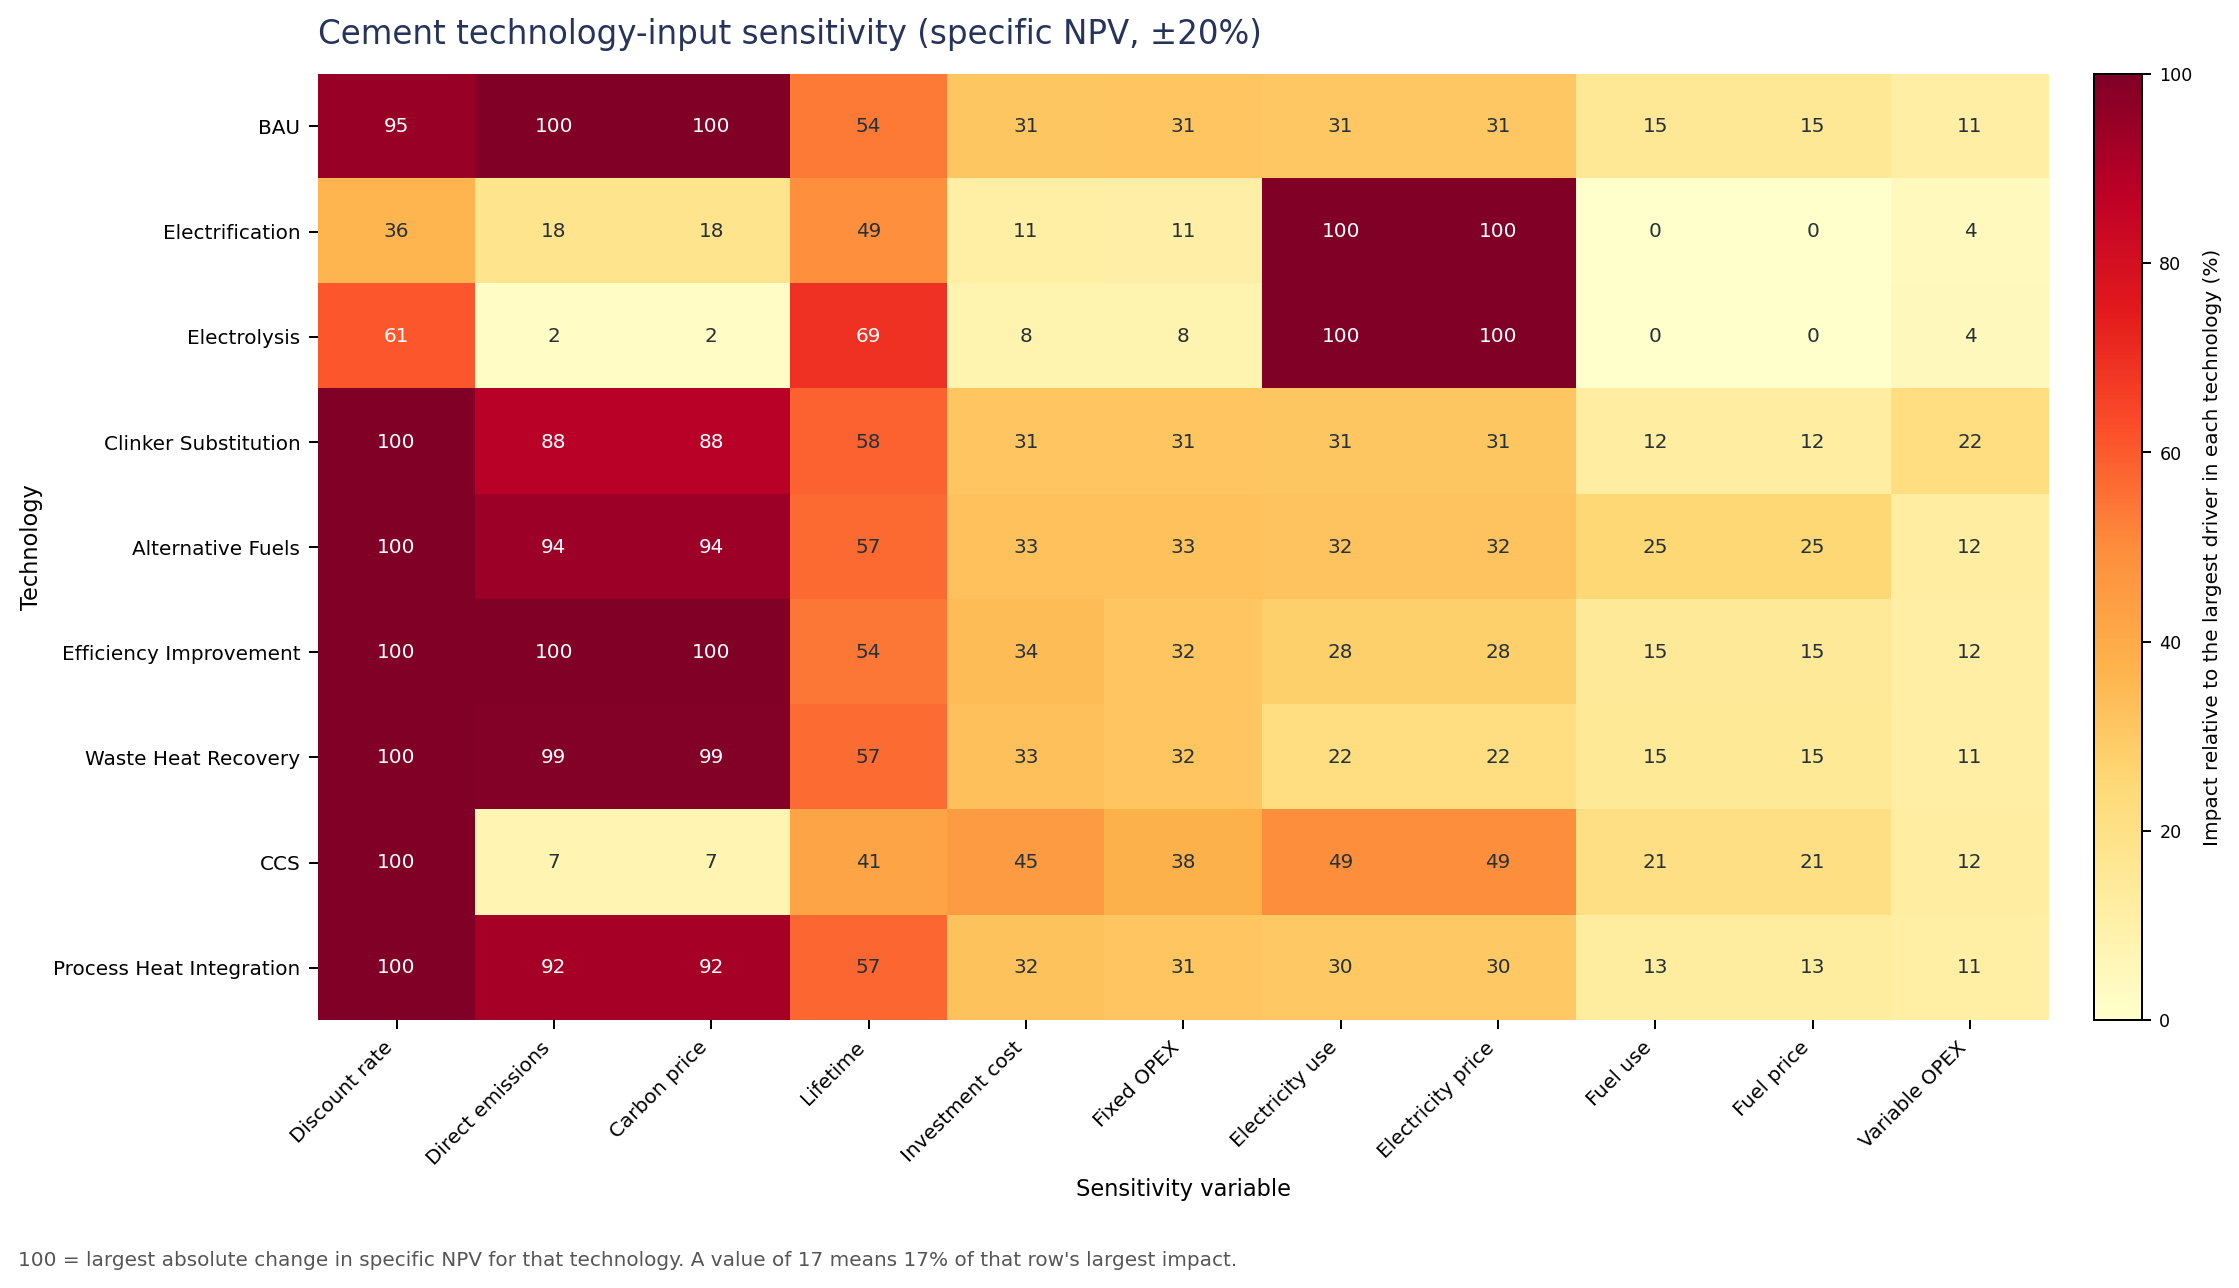 Cement technology-input sensitivity (specific NPV, ±20%)
BAU 95 100 100 54 31 31 31 31 15 15 11
Electrification 36 18 18 49 11 11 100 100 0 0 4
Electrolysis 61 2 2 69 8 8 100 100 0 0 4
Clinker Substitution 100 88 88 58 31 31 31 31 12 12 22
Alternative Fuels 100 94 94 57 33 33 32 32 25 25 12
Efficiency Improvement 100 100 100 54 34 32 28 28 15 15 12
Waste Heat Recovery 100 99 99 57 33 32 22 22 15 15 11
CCS 100 7 7 41 45 38 49 49 21 21 12
Process Heat Integration 100 92 92 57 32 31 30 30 13 13 11
Technology
Discount rate
Direct emissions
Carbon price
Lifetime
Investment cost
Fixed OPEX
Electricity use
Electricity price
Fuel use
Fuel price
Variable OPEX
Sensitivity variable
100
80
60
40
20
0
Impact relative to the largest driver in each technology (%)
100 = largest absolute change in specific NPV for that technology. A value of 17 means 17% of that row's largest impact.